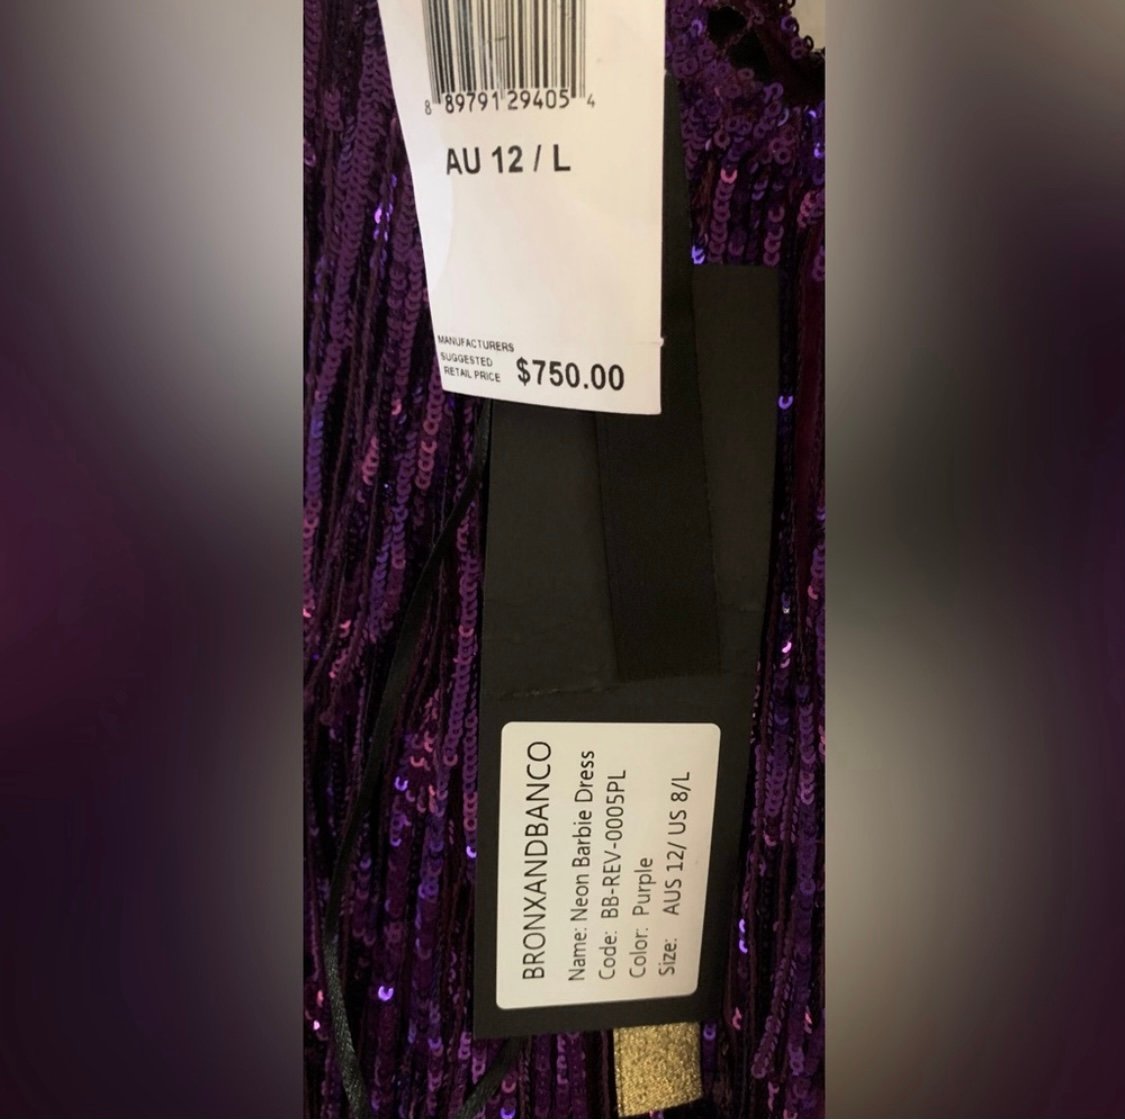 8 89791 29405 4
AU 12 / L
MANUFACTURERS
SUGGESTED
RETAIL PRICE $750.00
BRONXANDBANCO
Name: Neon Barbie Dress
Code: BB-REV-0005PL
Color: Purple
Size: AUS 12/ US 8/L